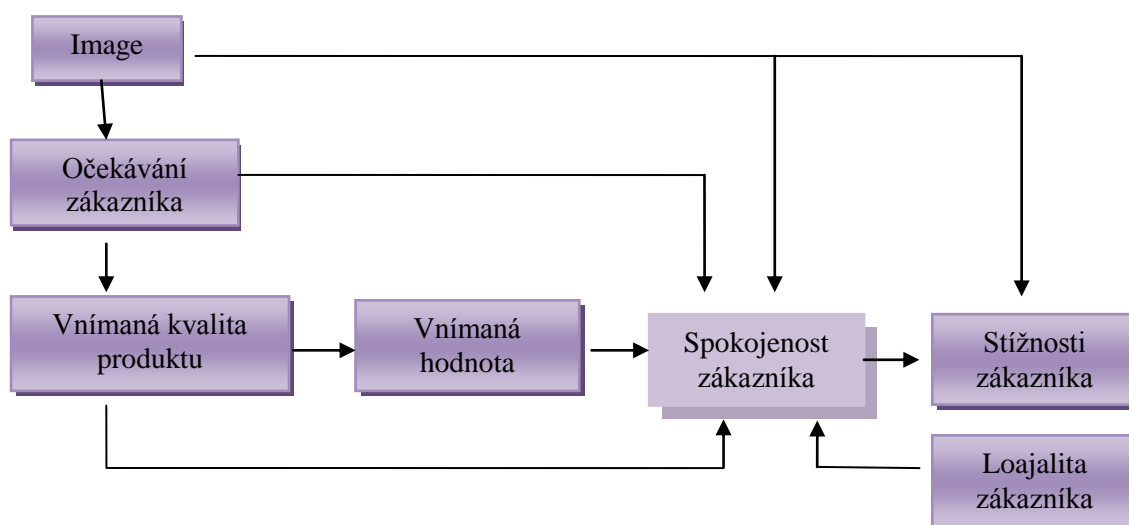 Image
Očekávání
zákazníka
Vnímaná kvalita
produktu
Vnímaná
hodnota
Spokojenost
zákazníka
Stížnosti
zákazníka
Loajalita
zákazníka